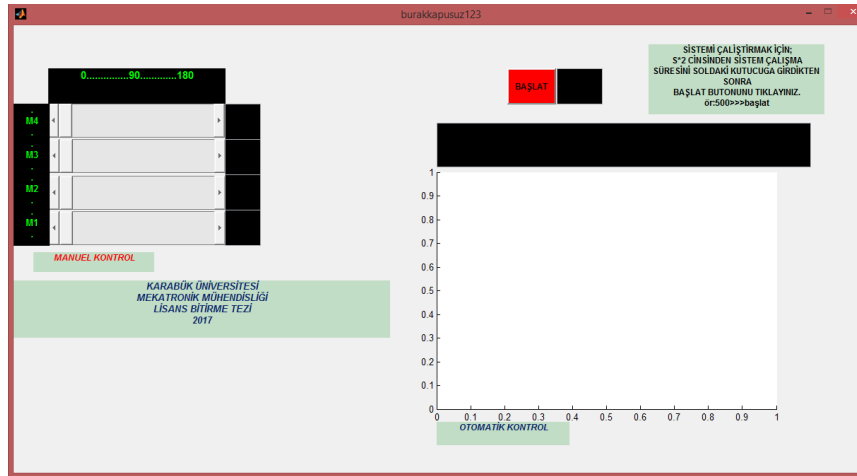 burakkapusuz123
0..............90............180
.
M4
.
.
M3
.
.
M2
.
.
M1
.
MANUEL KONTROL
KARABÜK ÜNİVERSİTESİ
MEKATRONİK MÜHENDİSLİĞİ
LİSANS BİTİRME TEZİ
2017
BAŞLAT
SİSTEMİ ÇALIŞTIRMAK İÇİN;
S*2 CİNSİNDEN SİSTEM ÇALIŞMA
SÜRESİNİ SOLDAKİ KUTUCUGA GİRDİKTEN
SONRA
BAŞLAT BUTONUNU TIKLAYINIZ.
ör:500>>>başlat
1
0.9
0.8
0.7
0.6
0.5
0.4
0.3
0.2
0.1
0
0 0.1 0.2 0.3 0.4 0.5 0.6 0.7 0.8 0.9 1
OTOMATİK KONTROL